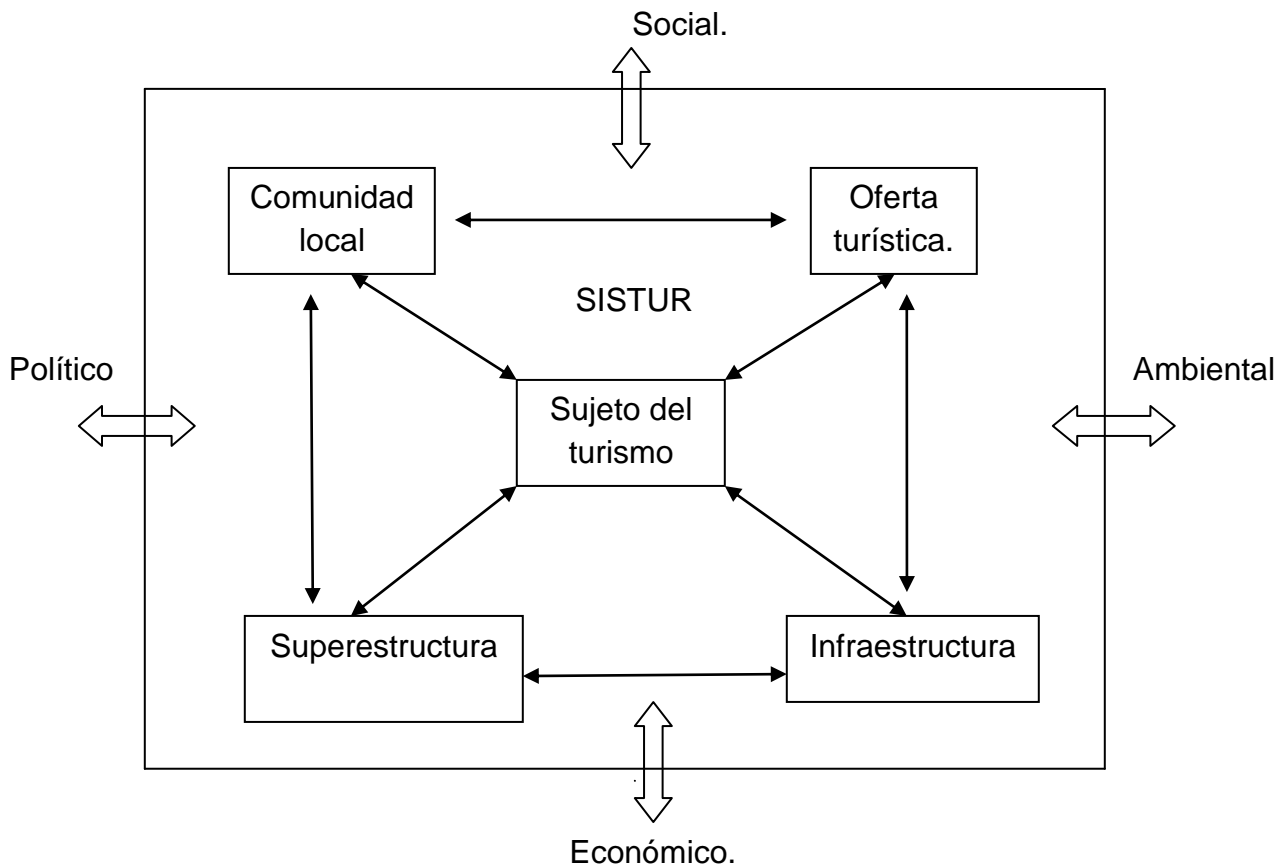 Social.
Comunidad
local
Oferta
turística.
SISTUR
Político
Ambiental
Sujeto del
turismo
Superestructura
Infraestructura
Económico.